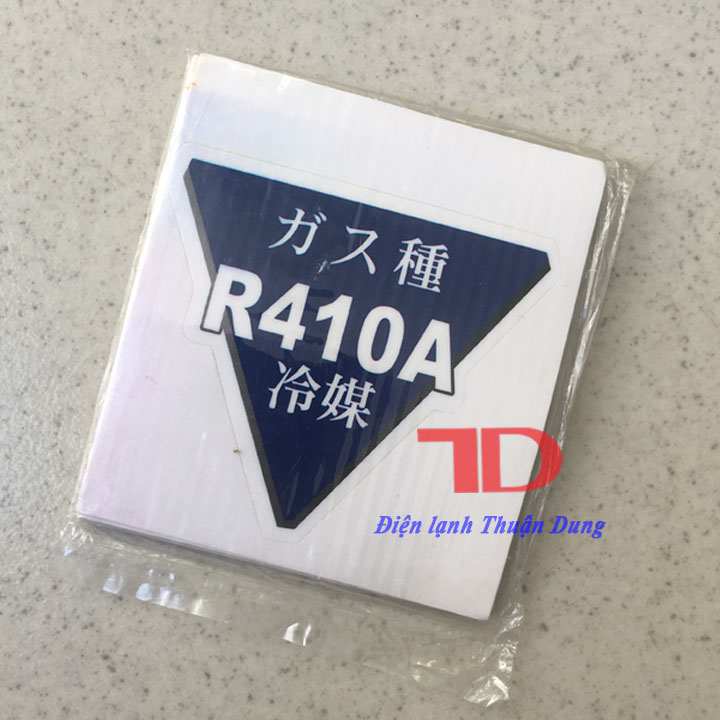 ガス種
R410A
冷媒
TD
Điện lạnh Thuận Dung